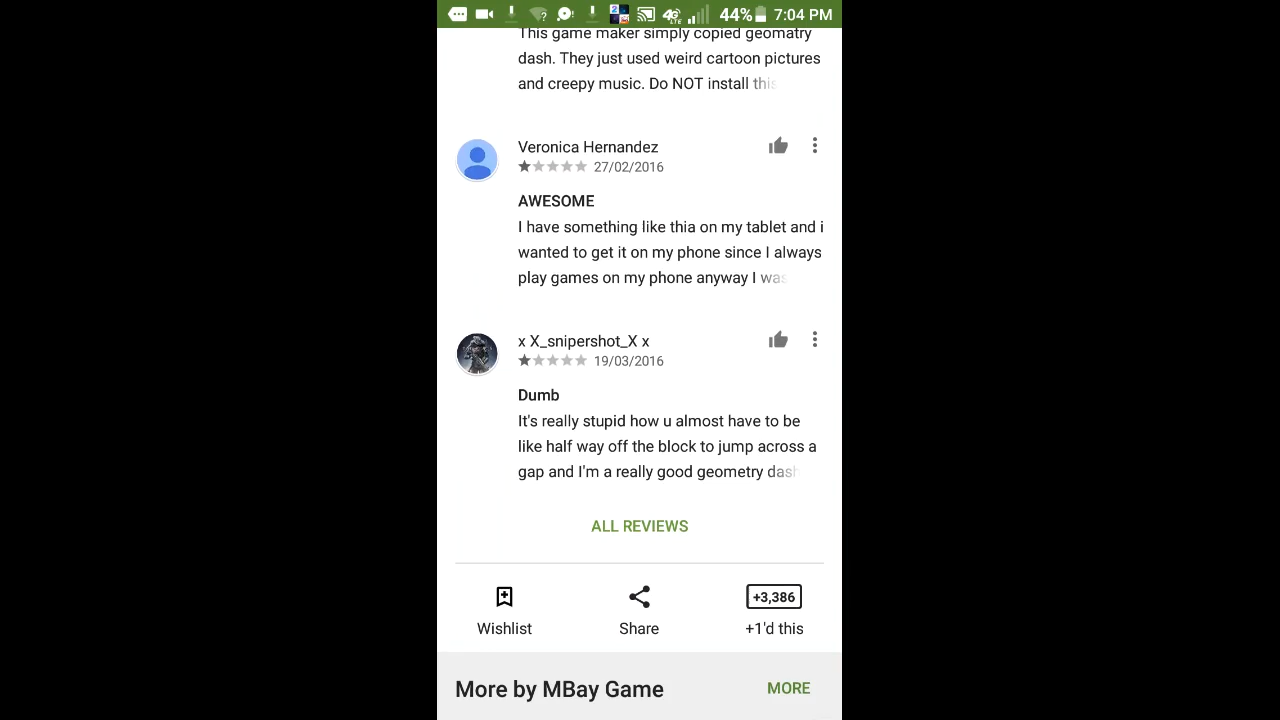 44% 7:04 PM
This game maker simply copied geomatry
dash. They just used weird cartoon pictures
and creepy music. Do NOT install this
Veronica Hernandez
27/02/2016
AWESOME
I have something like thia on my tablet and i
wanted to get it on my phone since I always
play games on my phone anyway I was
x X_snipershot_X x
19/03/2016
Dumb
It's really stupid how u almost have to be
like half way off the block to jump across a
gap and I'm a really good geometry dash
ALL REVIEWS
+3,386
Wishlist Share +1'd this
More by MBay Game MORE